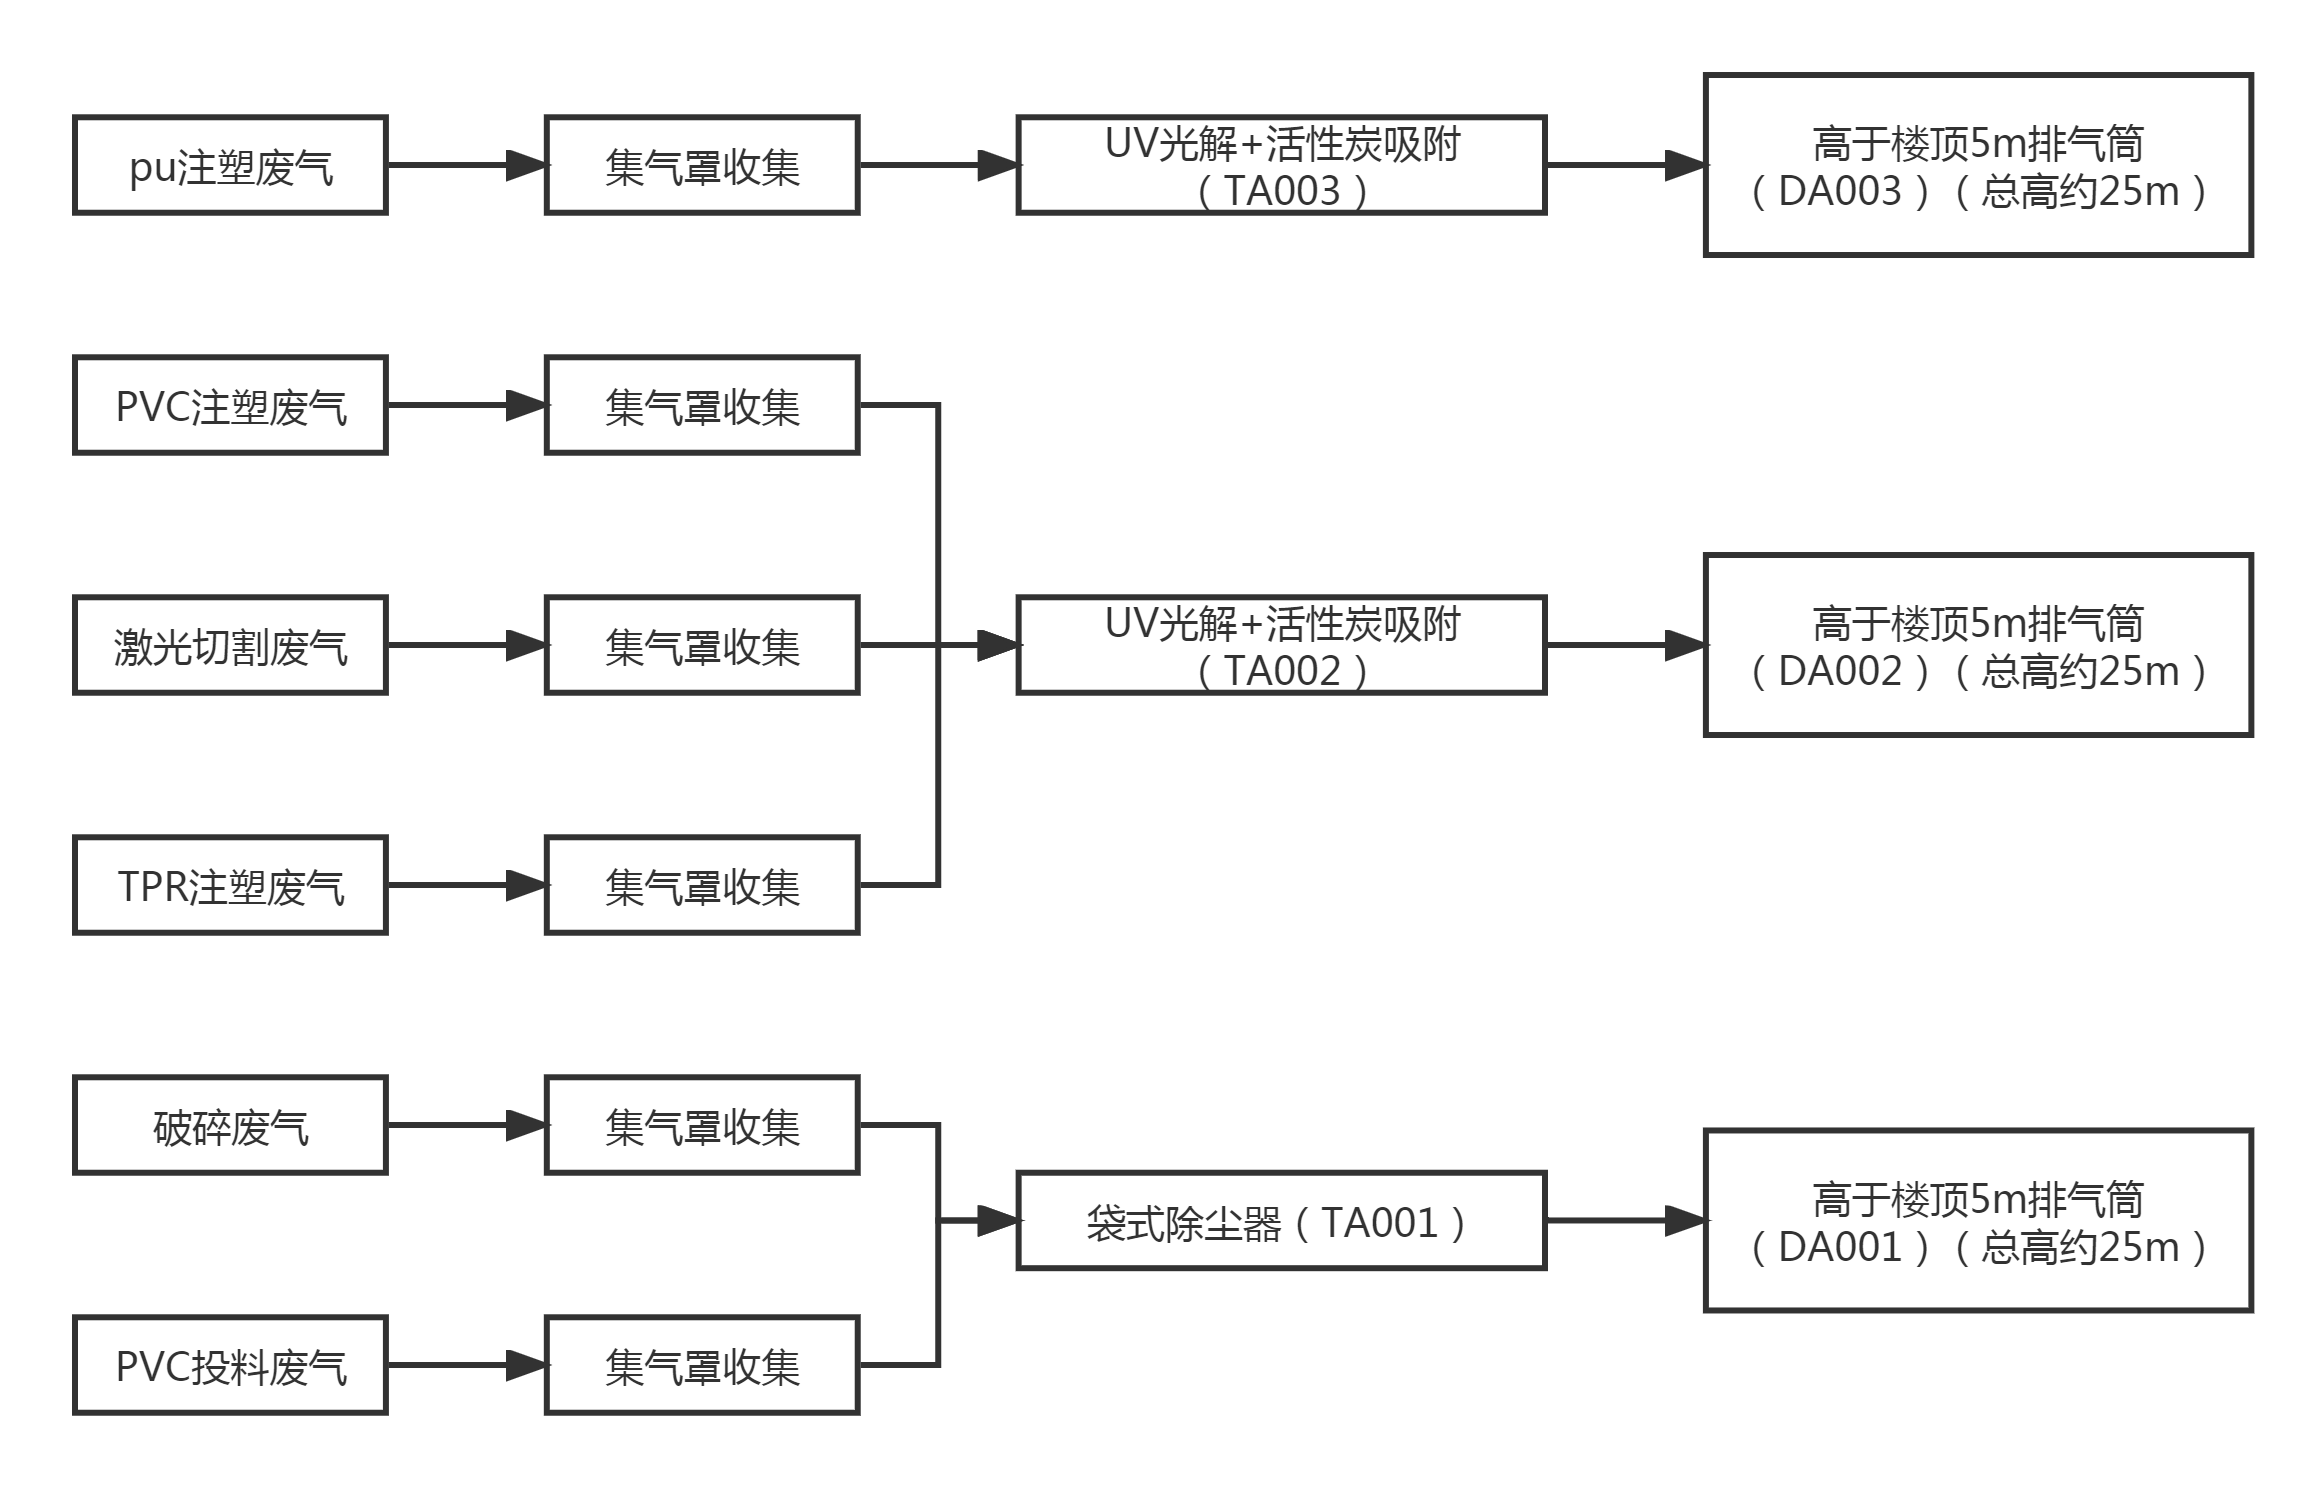 pu注塑废气
集气罩收集
UV光解+活性炭吸附
（TA003）
高于楼顶5m排气筒
（DA003）（总高约25m）
PVC注塑废气
集气罩收集
激光切割废气
集气罩收集
UV光解+活性炭吸附
（TA002）
高于楼顶5m排气筒
（DA002）（总高约25m）
TPR注塑废气
集气罩收集
破碎废气
集气罩收集
袋式除尘器（TA001）
高于楼顶5m排气筒
（DA001）（总高约25m）
PVC投料废气
集气罩收集